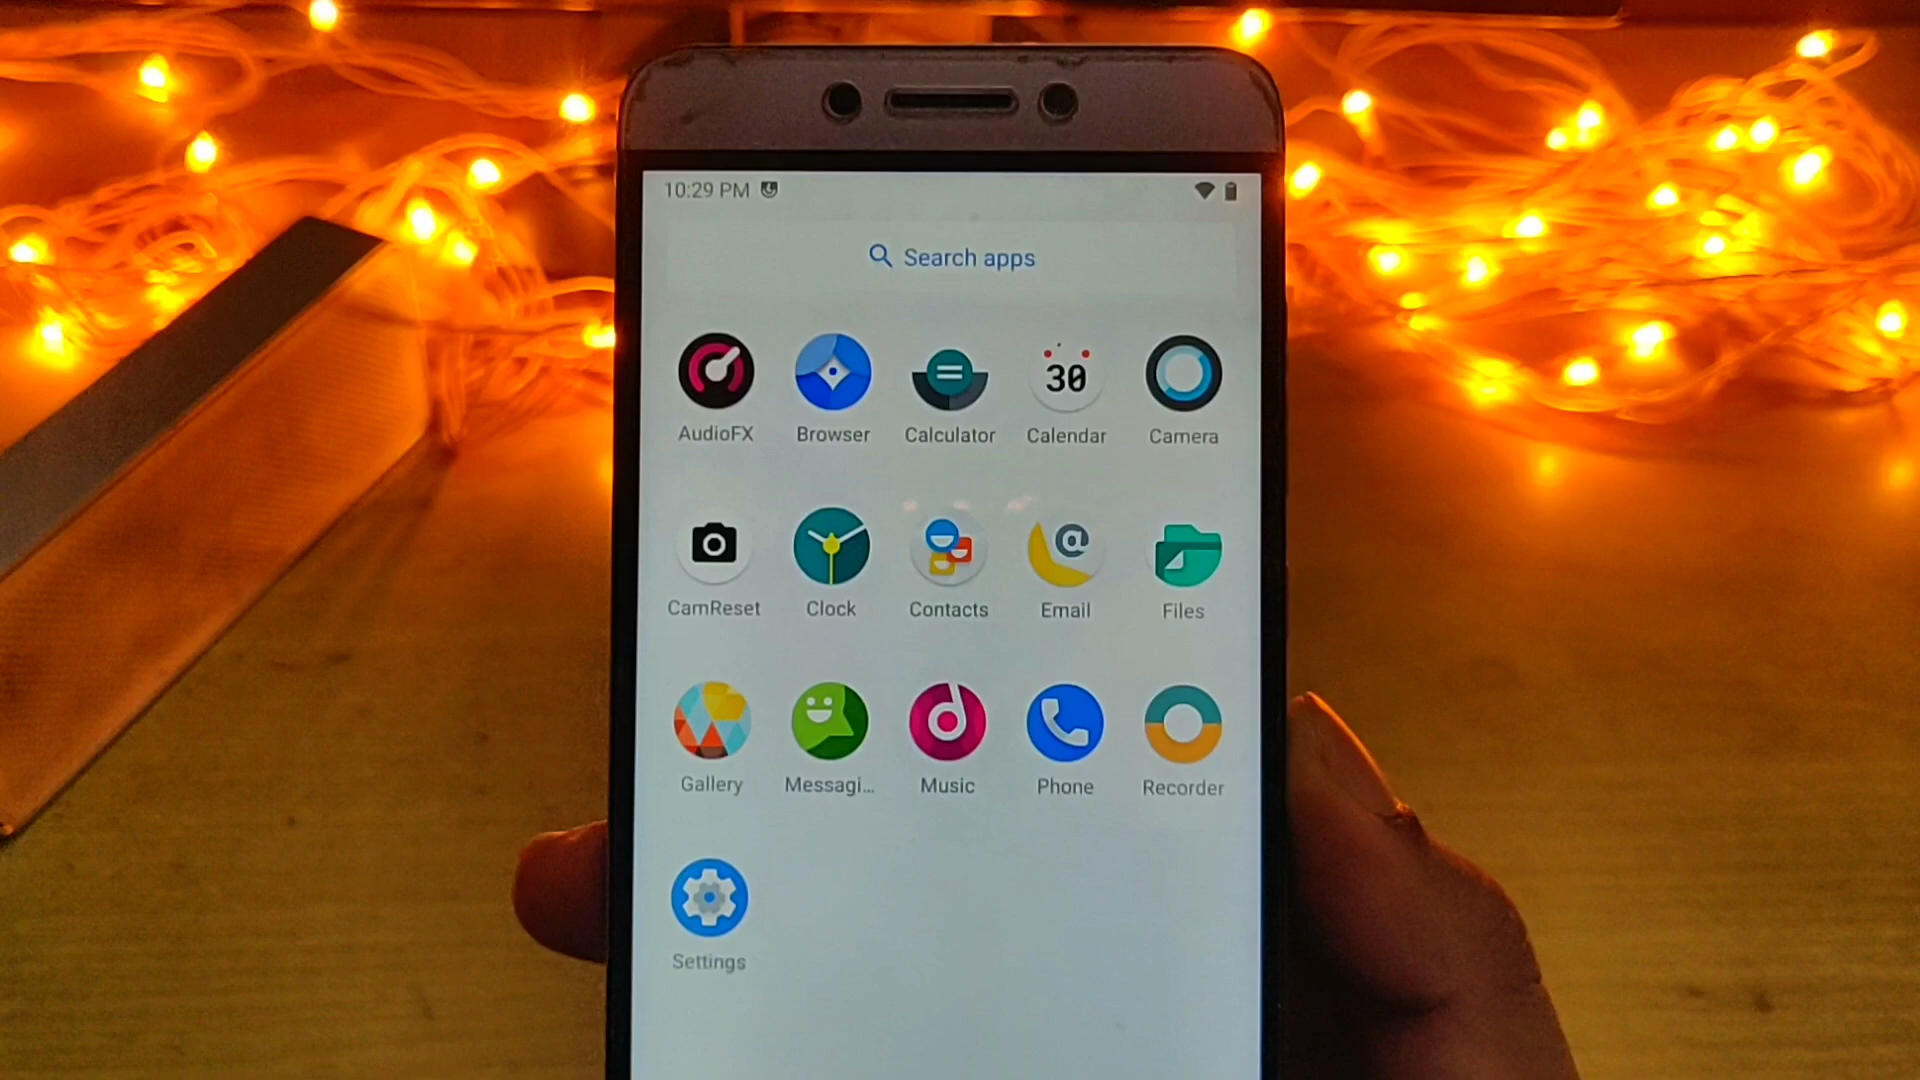 10:29 PM
Search apps
AudioFX Browser Calculator Calendar Camera
30
CamReset Clock Contacts Email Files
@
Gallery Messagi... Music Phone Recorder
Settings